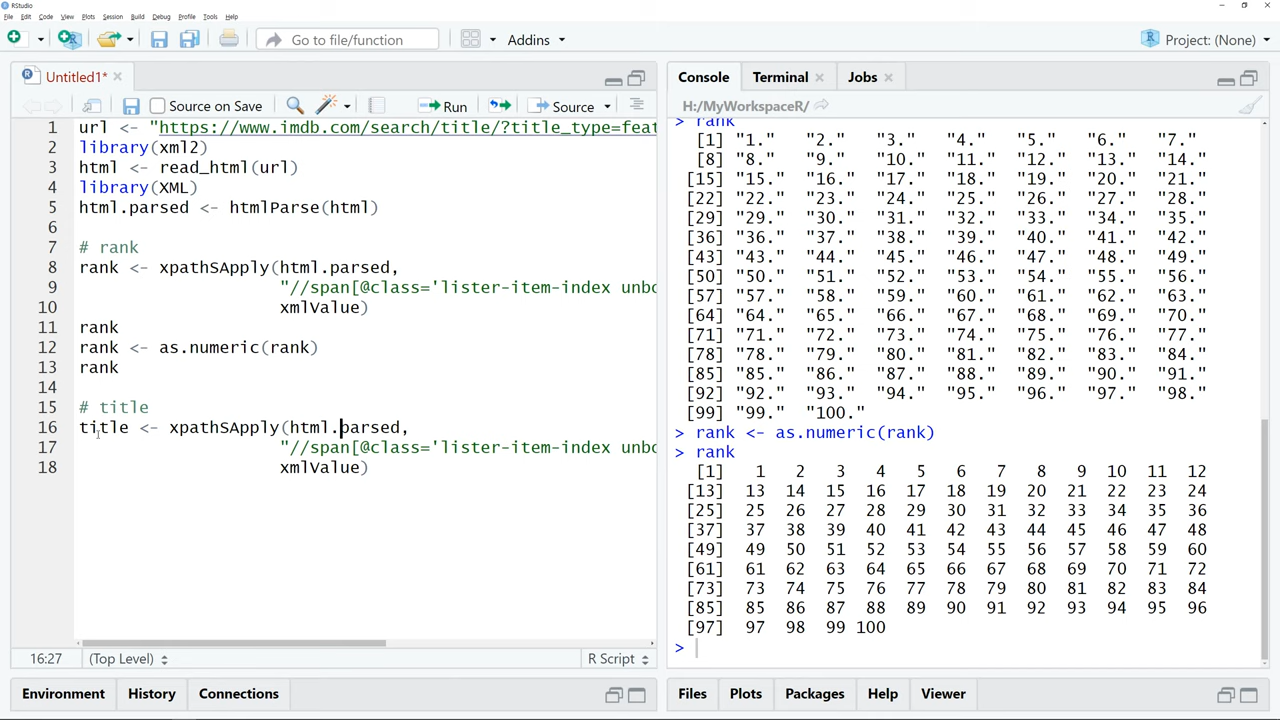 RStudio
File Edit Code View Plots Session Build Debug Profile Tools Help
Go to file/function Addins Project: (None)
Untitled1*
Source on Save Run Source
1 url <- "https://www.imdb.com/search/title/?title_type=feat
2 library(xml2)
3 html <- read_html(url)
4 library(XML)
5 html.parsed <- htmlParse(html)
6
7 # rank
8 rank <- xpathSApply(html.parsed,
9 "//span[@class='lister-item-index unbo
10 xmlValue)
11 rank
12 rank <- as.numeric(rank)
13 rank
14
15 # title
16 title <- xpathSApply(html.parsed,
17 "//span[@class='lister-item-index unbo
18 xmlValue)
16:27 (Top Level) R Script
Environment History Connections
Console Terminal Jobs
H:/MyWorkspaceR/
> rank
[1] "1." "2." "3." "4." "5." "6." "7."
[8] "8." "9." "10." "11." "12." "13." "14."
[15] "15." "16." "17." "18." "19." "20." "21."
[22] "22." "23." "24." "25." "26." "27." "28."
[29] "29." "30." "31." "32." "33." "34." "35."
[36] "36." "37." "38." "39." "40." "41." "42."
[43] "43." "44." "45." "46." "47." "48." "49."
[50] "50." "51." "52." "53." "54." "55." "56."
[57] "57." "58." "59." "60." "61." "62." "63."
[64] "64." "65." "66." "67." "68." "69." "70."
[71] "71." "72." "73." "74." "75." "76." "77."
[78] "78." "79." "80." "81." "82." "83." "84."
[85] "85." "86." "87." "88." "89." "90." "91."
[92] "92." "93." "94." "95." "96." "97." "98."
[99] "99." "100."
> rank <- as.numeric(rank)
> rank
[1] 1 2 3 4 5 6 7 8 9 10 11 12
[13] 13 14 15 16 17 18 19 20 21 22 23 24
[25] 25 26 27 28 29 30 31 32 33 34 35 36
[37] 37 38 39 40 41 42 43 44 45 46 47 48
[49] 49 50 51 52 53 54 55 56 57 58 59 60
[61] 61 62 63 64 65 66 67 68 69 70 71 72
[73] 73 74 75 76 77 78 79 80 81 82 83 84
[85] 85 86 87 88 89 90 91 92 93 94 95 96
[97] 97 98 99 100
>
Files Plots Packages Help Viewer